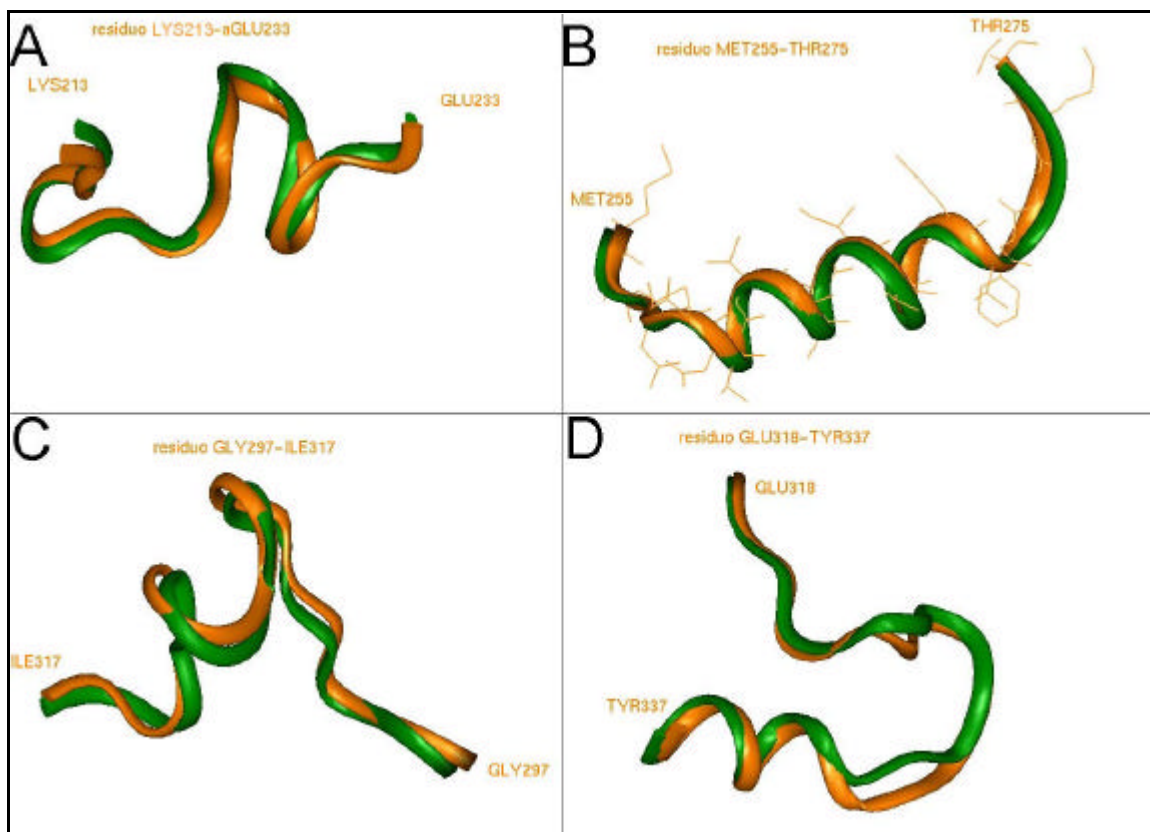 A
residuo LYS213-aGLU233
LYS213
GLU233
B
residuo MET255-THR275
THR275
MET255
C
residuo GLY297-ILE317
ILE317
GLY297
D
residuo GLU318-TYR337
GLU318
TYR337